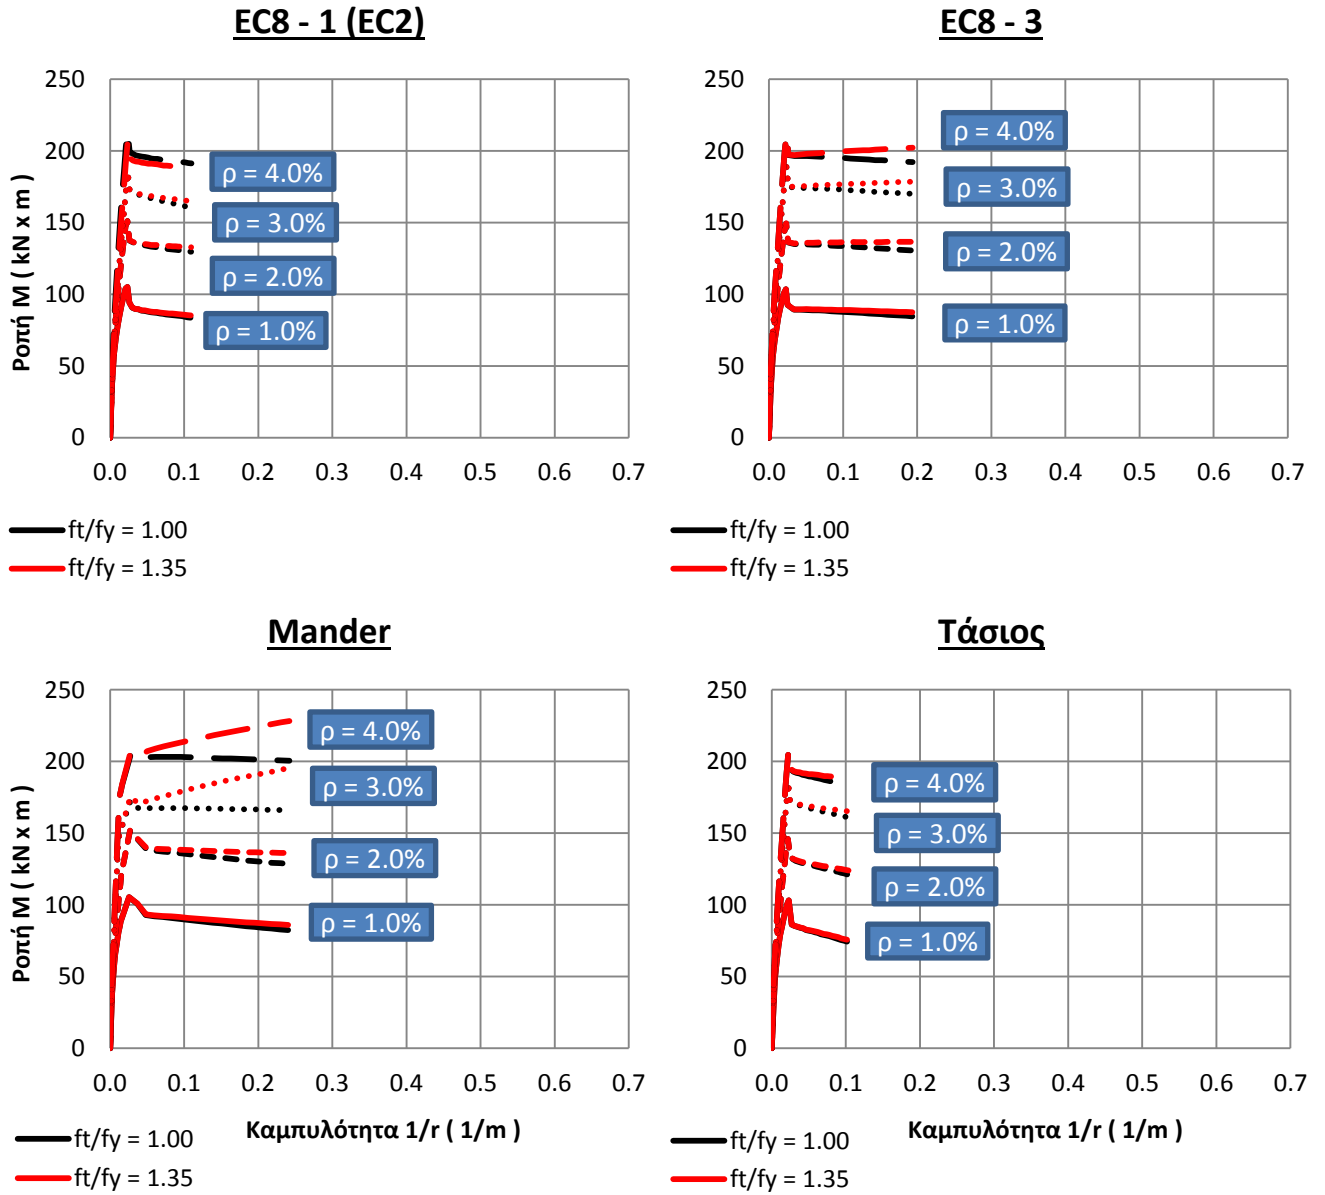 EC8 - 1 (EC2)
250
200
150
100
50
0
Ροπή M ( kN x m )
ρ = 4.0%
ρ = 3.0%
ρ = 2.0%
ρ = 1.0%
0.0 0.1 0.2 0.3 0.4 0.5 0.6 0.7
ft/fy = 1.00
ft/fy = 1.35
EC8 - 3
250
200
150
100
50
0
ρ = 4.0%
ρ = 3.0%
ρ = 2.0%
ρ = 1.0%
0.0 0.1 0.2 0.3 0.4 0.5 0.6 0.7
ft/fy = 1.00
ft/fy = 1.35
Mander
250
200
150
100
50
0
Ροπή M ( kN x m )
ρ = 4.0%
ρ = 3.0%
ρ = 2.0%
ρ = 1.0%
0.0 0.1 0.2 0.3 0.4 0.5 0.6 0.7
Καμπυλότητα 1/r ( 1/m )
ft/fy = 1.00
ft/fy = 1.35
Τάσιος
250
200
150
100
50
0
ρ = 4.0%
ρ = 3.0%
ρ = 2.0%
ρ = 1.0%
0.0 0.1 0.2 0.3 0.4 0.5 0.6 0.7
Καμπυλότητα 1/r ( 1/m )
ft/fy = 1.00
ft/fy = 1.35